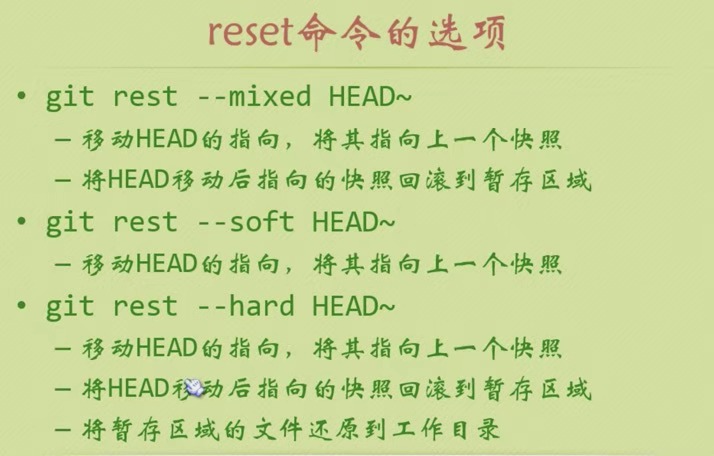 reset命令的选项
• git rest --mixed HEAD~
– 移动HEAD的指向，将其指向上一个快照
– 将HEAD移动后指向的快照回滚到暂存区域
• git rest --soft HEAD~
– 移动HEAD的指向，将其指向上一个快照
• git rest --hard HEAD~
– 移动HEAD的指向，将其指向上一个快照
– 将HEAD移动后指向的快照回滚到暂存区域
– 将暂存区域的文件还原到工作目录